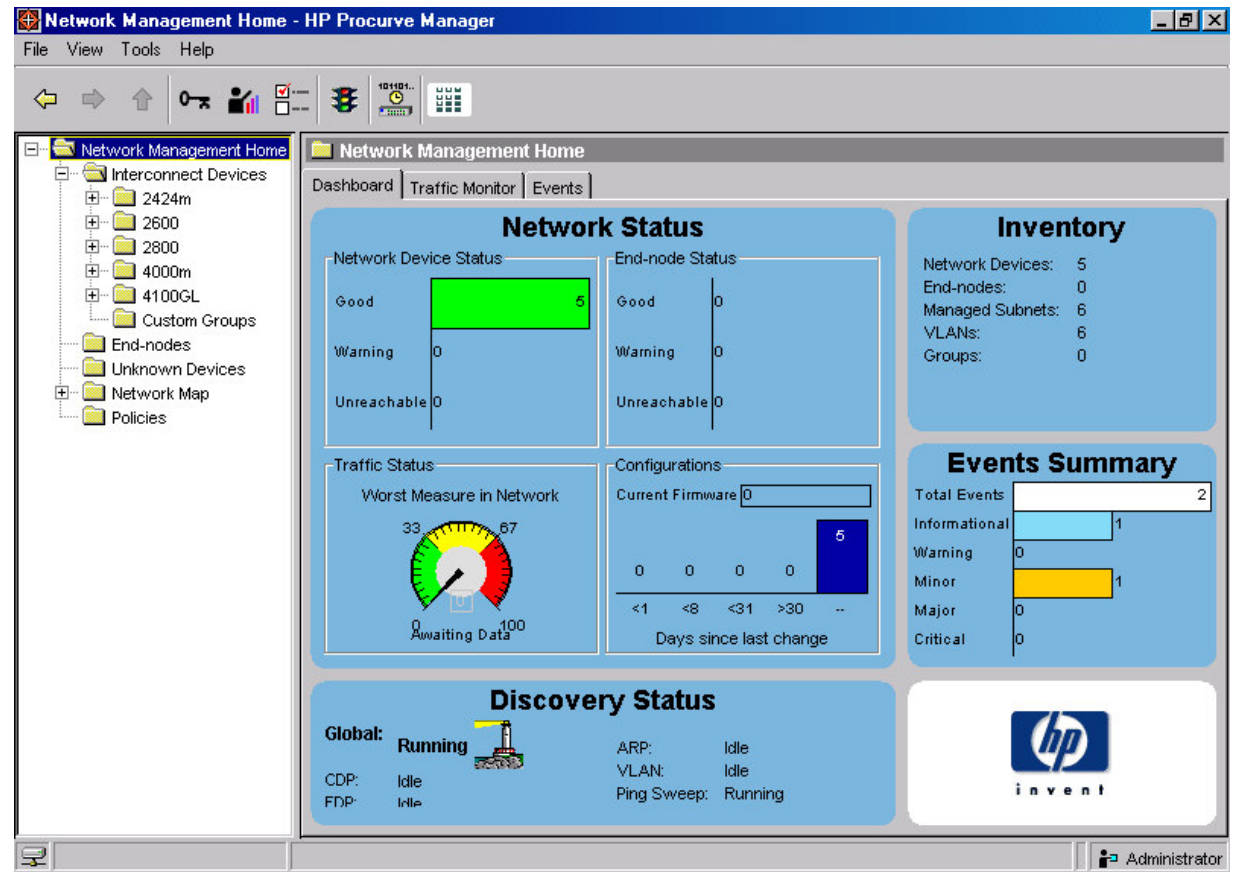 Network Management Home - HP Procurve Manager
File View Tools Help
101101..
Network Management Home
Interconnect Devices
2424m
2600
2800
4000m
4100GL
Custom Groups
End-nodes
Unknown Devices
Network Map
Policies
Network Management Home
Dashboard Traffic Monitor Events
Network Status
Network Device Status
Good 5
Warning 0
Unreachable 0
End-node Status
Good 0
Warning 0
Unreachable 0
Traffic Status
Worst Measure in Network
33 67
0
0 100
Awaiting Data
Configurations
Current Firmware 0
5
0 0 0 0
<1 <8 <31 >30 --
Days since last change
Inventory
Network Devices: 5
End-nodes: 0
Managed Subnets: 6
VLANs: 6
Groups: 0
Events Summary
Total Events 2
Informational 1
Warning 0
Minor 1
Major 0
Critical 0
Discovery Status
Global: Running
CDP: Idle
FDP: Idle
ARP: Idle
VLAN: Idle
Ping Sweep: Running
hp
invent
Administrator